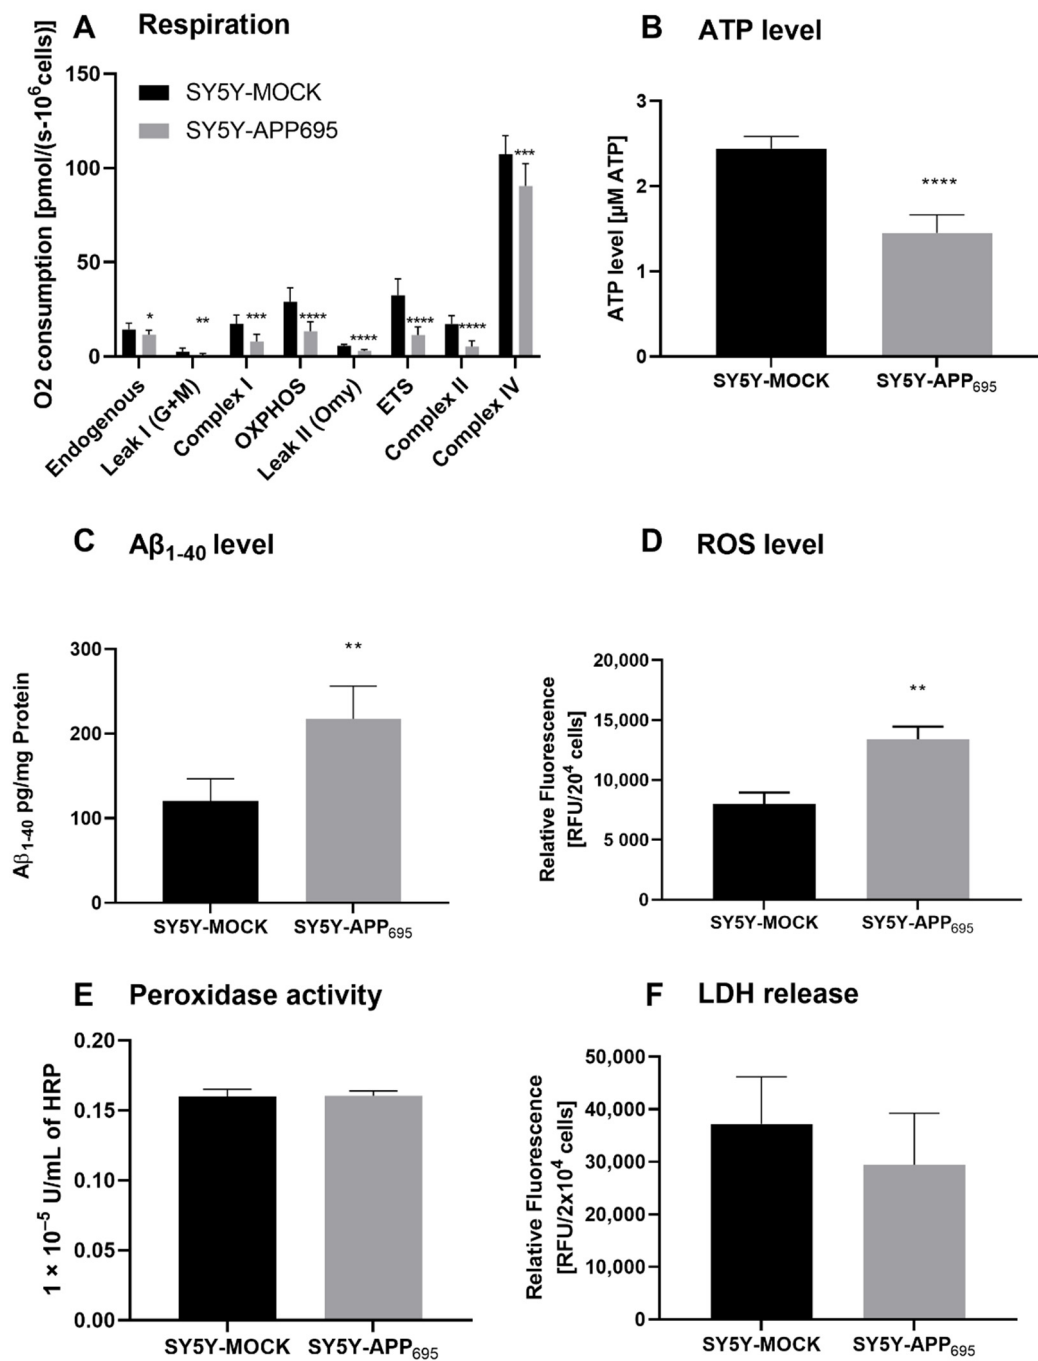 A Respiration
O2 consumption [pmol/(s-10⁶cells)]
150
100
50
0
SY5Y-MOCK
SY5Y-APP695
*
**
***
****
****
****
****
***
Endogenous
Leak I (G+M)
Complex I
OXPHOS
Leak II (Omy)
ETS
Complex II
Complex IV
B ATP level
ATP level [µM ATP]
3
2
1
0
****
SY5Y-MOCK
SY5Y-APP₆₉₅
C Aβ₁₋₄₀ level
Aβ₁₋₄₀ pg/mg Protein
300
200
100
0
**
SY5Y-MOCK
SY5Y-APP₆₉₅
D ROS level
Relative Fluorescence
[RFU/20⁴ cells]
20,000
15,000
10,000
5 000
0
**
SY5Y-MOCK
SY5Y-APP₆₉₅
E Peroxidase activity
1 × 10⁻⁵ U/mL of HRP
0.20
0.15
0.10
0.05
0.00
SY5Y-MOCK
SY5Y-APP₆₉₅
F LDH release
Relative Fluorescence
[RFU/2x10⁴ cells]
50,000
40,000
30,000
20,000
10,000
0
SY5Y-MOCK
SY5Y-APP₆₉₅